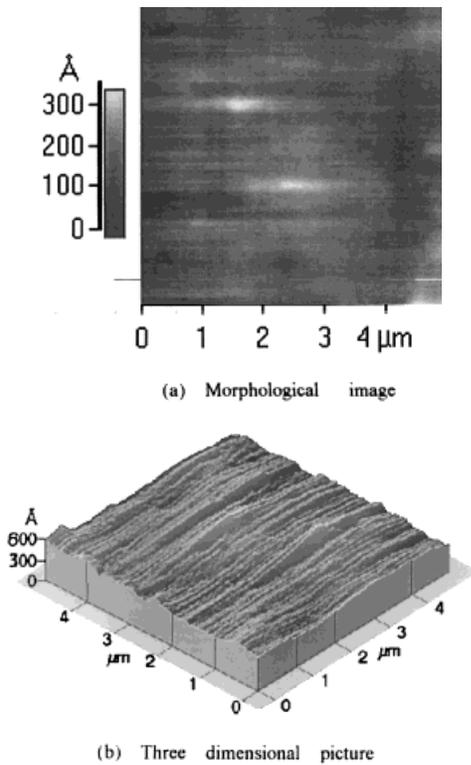 Å
300
200
100
0
0 1 2 3 4 μm
(a) Morphological image
Å
600
300
0
4 3 μm 2 1 0
0 1 2 μm 3 4
(b) Three dimensional picture